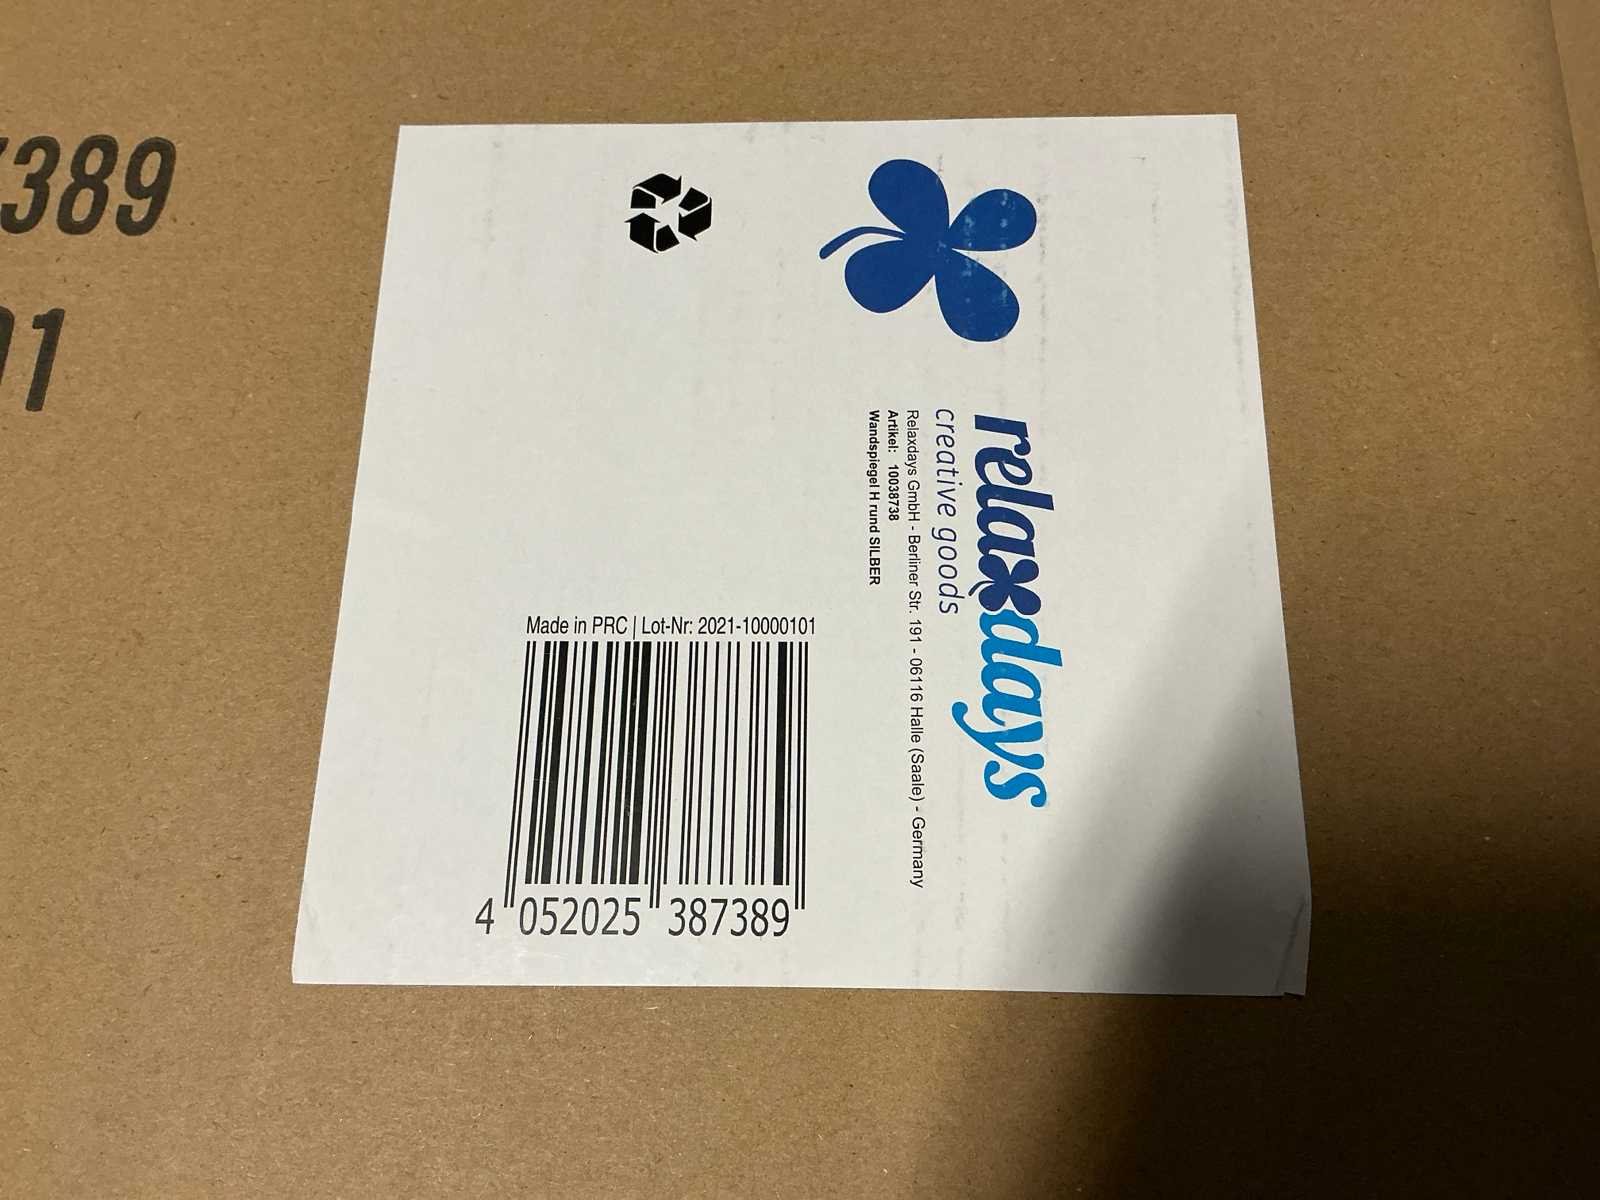 389
01
relaxdays
creative goods
Relaxdays GmbH - Berliner Str. 191 - 06116 Halle (Saale) - Germany
Artikel: 10038738
Wandspiegel H rund SILBER
Made in PRC | Lot-Nr: 2021-10000101
4 052025 387389